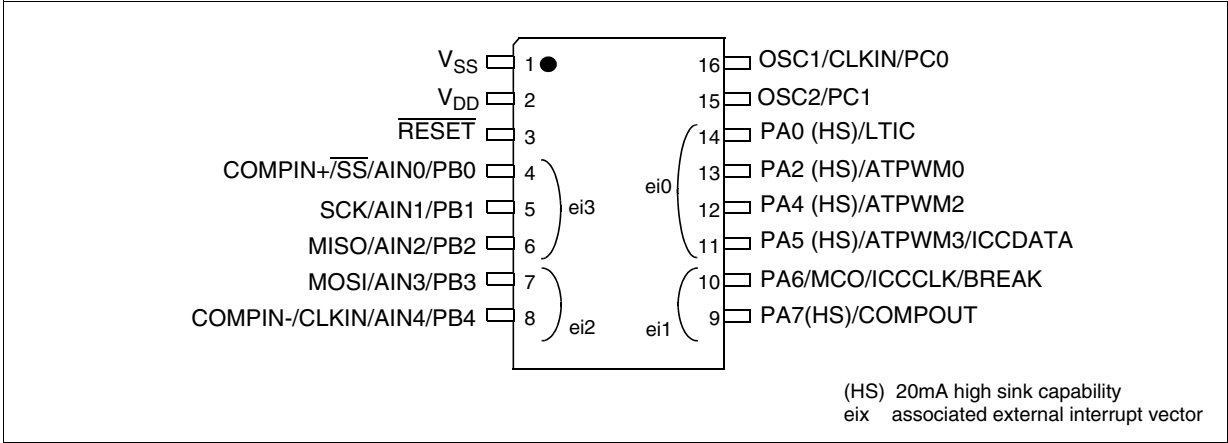 V_SS 1 16 OSC1/CLKIN/PC0
V_DD 2 15 OSC2/PC1
RESET 3 14 PA0 (HS)/LTIC
COMPIN+/SS/AIN0/PB0 4 13 PA2 (HS)/ATPWM0
SCK/AIN1/PB1 5 ei3 ei0 12 PA4 (HS)/ATPWM2
MISO/AIN2/PB2 6 11 PA5 (HS)/ATPWM3/ICCDATA
MOSI/AIN3/PB3 7 10 PA6/MCO/ICCCLK/BREAK
COMPIN-/CLKIN/AIN4/PB4 8 ei2 ei1 9 PA7(HS)/COMPOUT
(HS) 20mA high sink capability
eix associated external interrupt vector